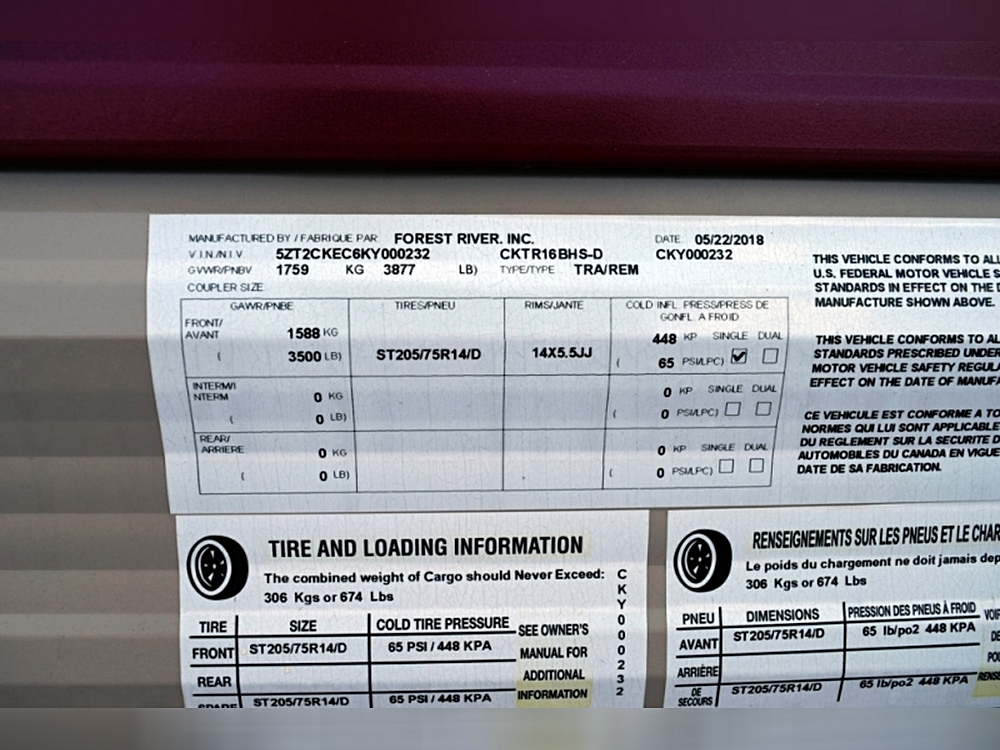 MANUFACTURED BY / FABRIQUE PAR FOREST RIVER. INC. DATE 05/22/2018
V.I.N./N.I.V. 5ZT2CKEC6KY000232 CKTR16BHS-D CKY000232
GVWR/PNBV 1759 KG 3877 LB) TYPE/TYPE TRA/REM
COUPLER SIZE
GAWR/PNBE TIRES/PNEU RIMS/JANTE COLD INFL. PRESS/PRESS DE
GONFL. A FROID
FRONT/
AVANT 1588 KG 448 KP SINGLE DUAL
( 3500 LB) ST205/75R14/D 14X5.5JJ ( 65 PSI/LPC)
INTERM/
INTERM 0 KG 0 KP SINGLE DUAL
( 0 LB) ( 0 PSI/LPC)
REAR/
ARRIERE 0 KG 0 KP SINGLE DUAL
( 0 LB) ( 0 PSI/LPC)
THIS VEHICLE CONFORMS TO ALL
U.S. FEDERAL MOTOR VEHICLE S
STANDARDS IN EFFECT ON THE D
MANUFACTURE SHOWN ABOVE.
THIS VEHICLE CONFORMS TO AL
STANDARDS PRESCRIBED UNDER
MOTOR VEHICLE SAFETY REGULA
EFFECT ON THE DATE OF MANUFA
CE VEHICULE EST CONFORME A TO
NORMES QUI LUI SONT APPLICABLE
DU REGLEMENT SUR LA SECURITE D
AUTOMOBILES DU CANADA EN VIGUE
DATE DE SA FABRICATION.
TIRE AND LOADING INFORMATION
The combined weight of Cargo should Never Exceed:
306 Kgs or 674 Lbs
TIRE SIZE COLD TIRE PRESSURE
FRONT ST205/75R14/D 65 PSI / 448 KPA
REAR
SPARE ST205/75R14/D 65 PSI / 448 KPA
SEE OWNER'S
MANUAL FOR
ADDITIONAL
INFORMATION
CKY000232
RENSEIGNEMENTS SUR LES PNEUS ET LE CHAR
Le poids du chargement ne doit jamais dep
306 Kgs or 674 Lbs
PNEU DIMENSIONS PRESSION DES PNEUS À FROID
AVANT ST205/75R14/D 65 lb/po2 448 KPA
ARRIÈRE
DE
SECOURS ST205/75R14/D 65 lb/po2 448 KPA
VOIR
DE
POU
RENSE